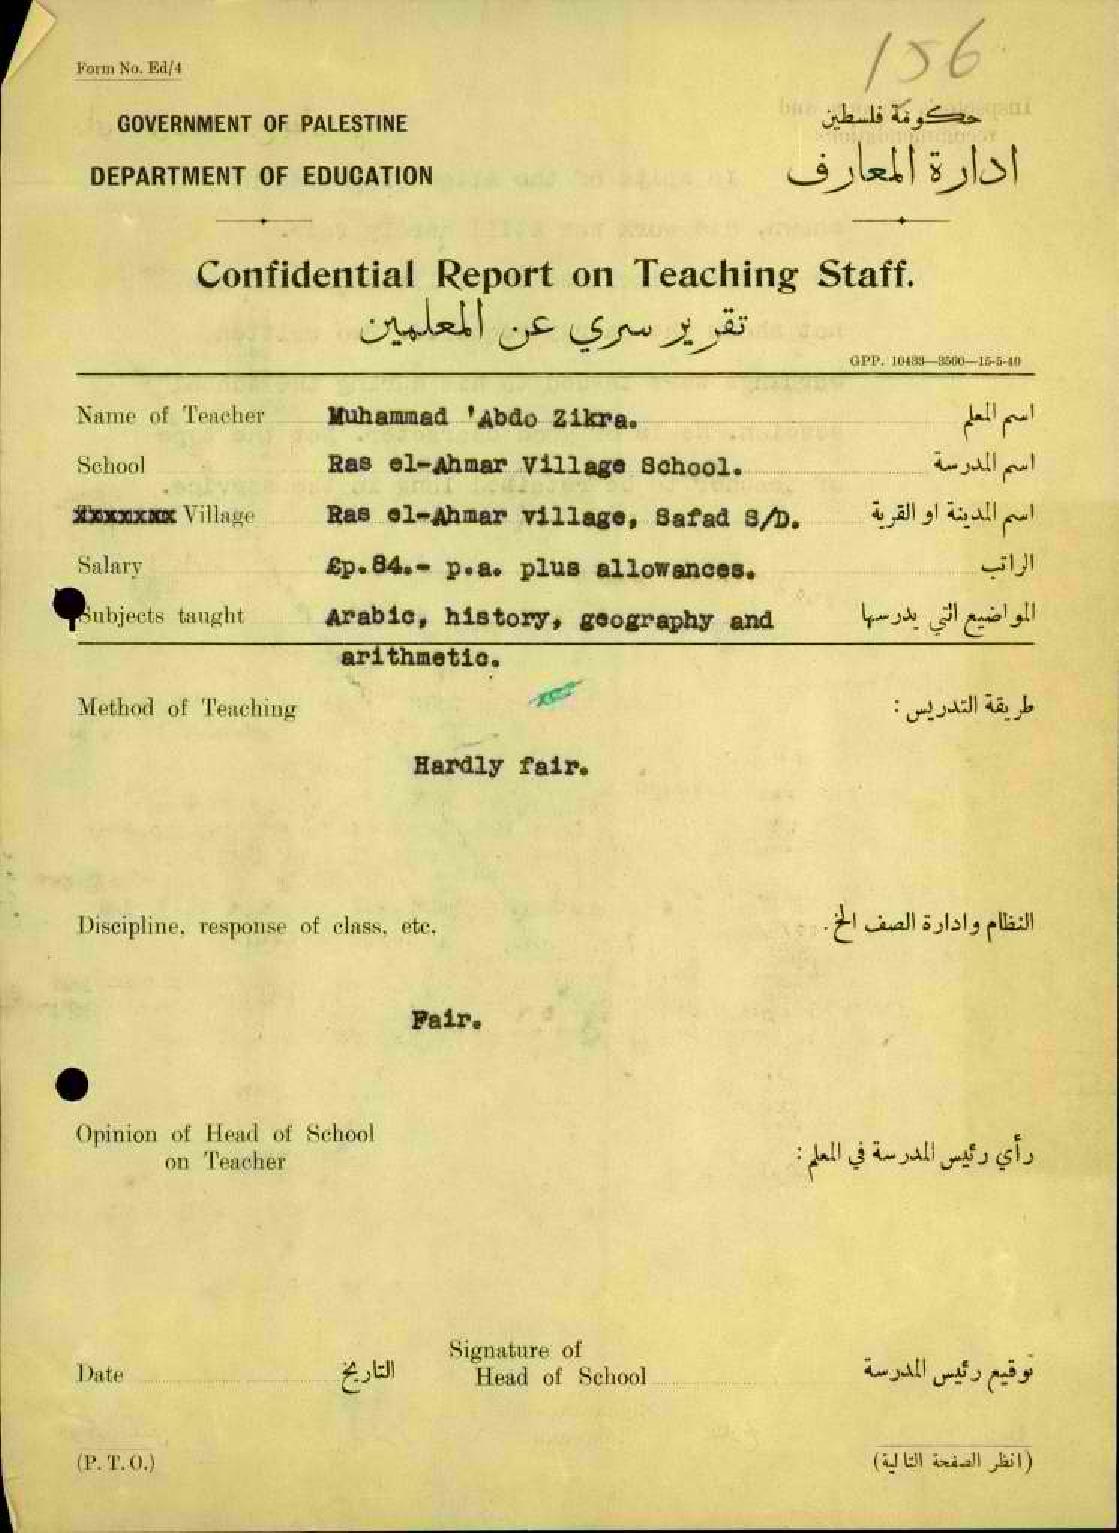 156
Form No. Ed/4
GOVERNMENT OF PALESTINE
حكومة فلسطين
DEPARTMENT OF EDUCATION
ادارة المعارف
Confidential Report on Teaching Staff.
تقرير سري عن المعلمين
GPP. 10433—3500—15-5-40
Name of Teacher Muhammad 'Abdo Zikra. اسم المعلم
School Ras el-Ahmar Village School. اسم المدرسة
Village Ras el-Ahmar village, Safad S/D. اسم المدينة او القرية
Salary £p.84.- p.a. plus allowances. الراتب
Subjects taught Arabic, history, geography and المواضيع التي يدرسها
arithmetic.
Method of Teaching طريقة التدريس :
Hardly fair.
Discipline, response of class, etc. النظام وادارة الصف الخ .
Fair.
Opinion of Head of School
on Teacher رأي رئيس المدرسة في المعلم :
Signature of
Date التاريخ Head of School توقيع رئيس المدرسة
(P. T. O.) (انظر الصفحة التالية)